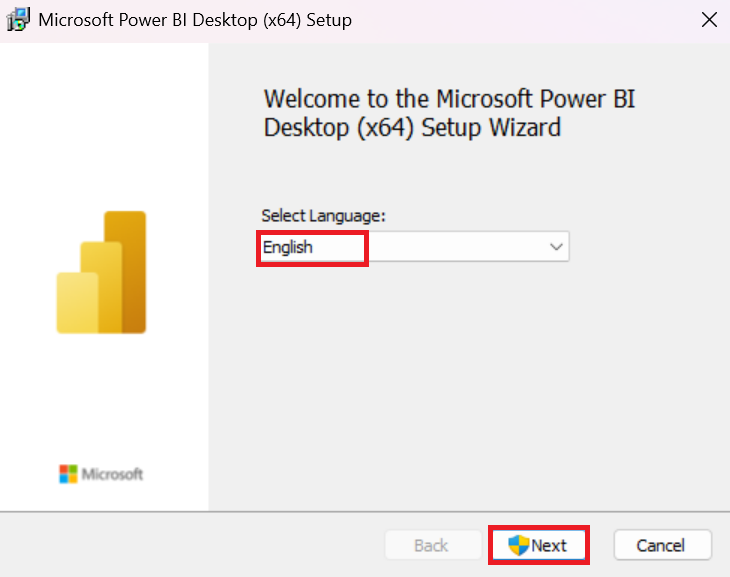 Microsoft Power BI Desktop (x64) Setup
Welcome to the Microsoft Power BI
Desktop (x64) Setup Wizard
Select Language:
English
Microsoft
Back
Next
Cancel